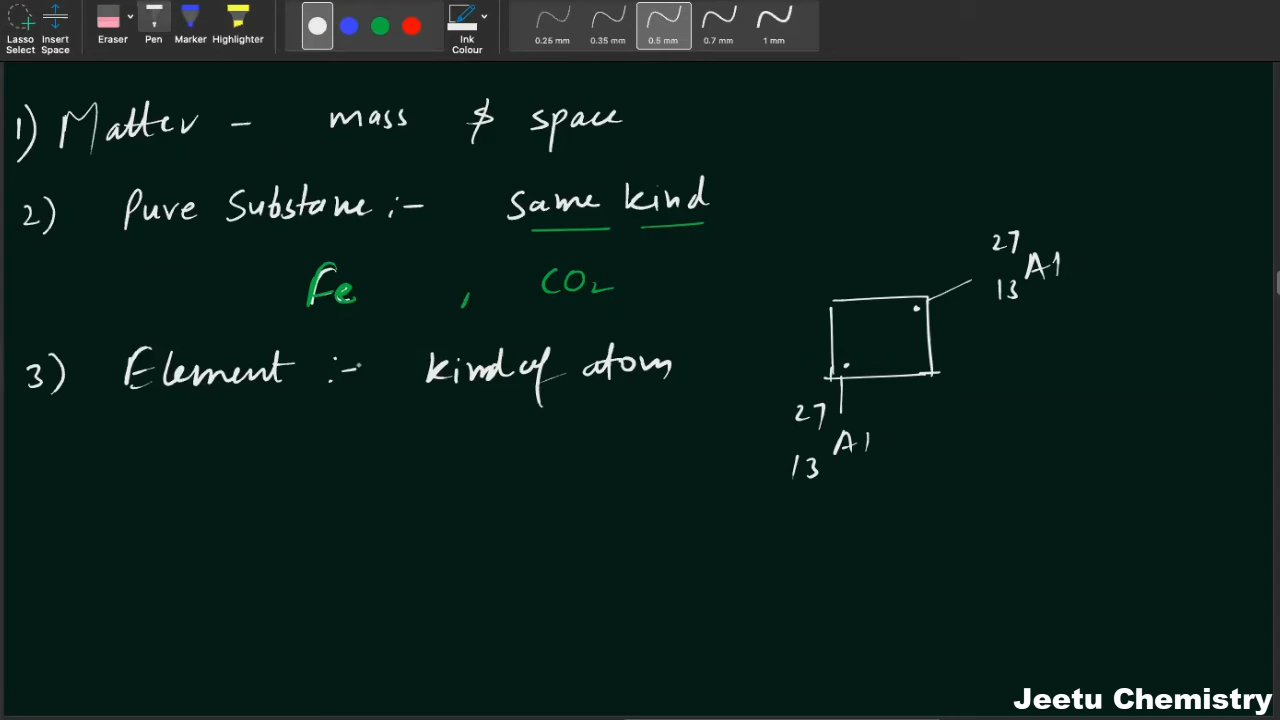 Lasso Select
Insert Space
Eraser
Pen
Marker
Highlighter
Ink Colour
0.25 mm
0.35 mm
0.5 mm
0.7 mm
1 mm
1) Matter - mass & space
2) Pure Substane :- Same kind
Fe , CO2
3) Element :- kind of atom
27
13 Al
27
13 Al
Jeetu Chemistry